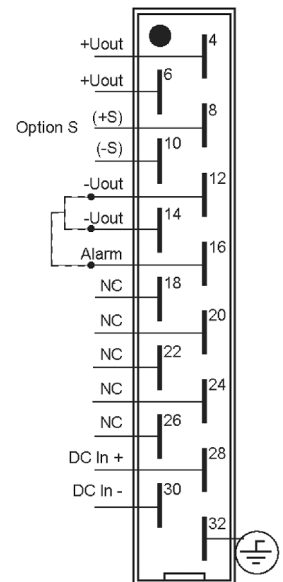 +Uout 4
+Uout 6
Option S (+S) 8
(-S) 10
-Uout 12
-Uout 14
Alarm 16
NC 18
NC 20
NC 22
NC 24
NC 26
DC In + 28
DC In - 30
32